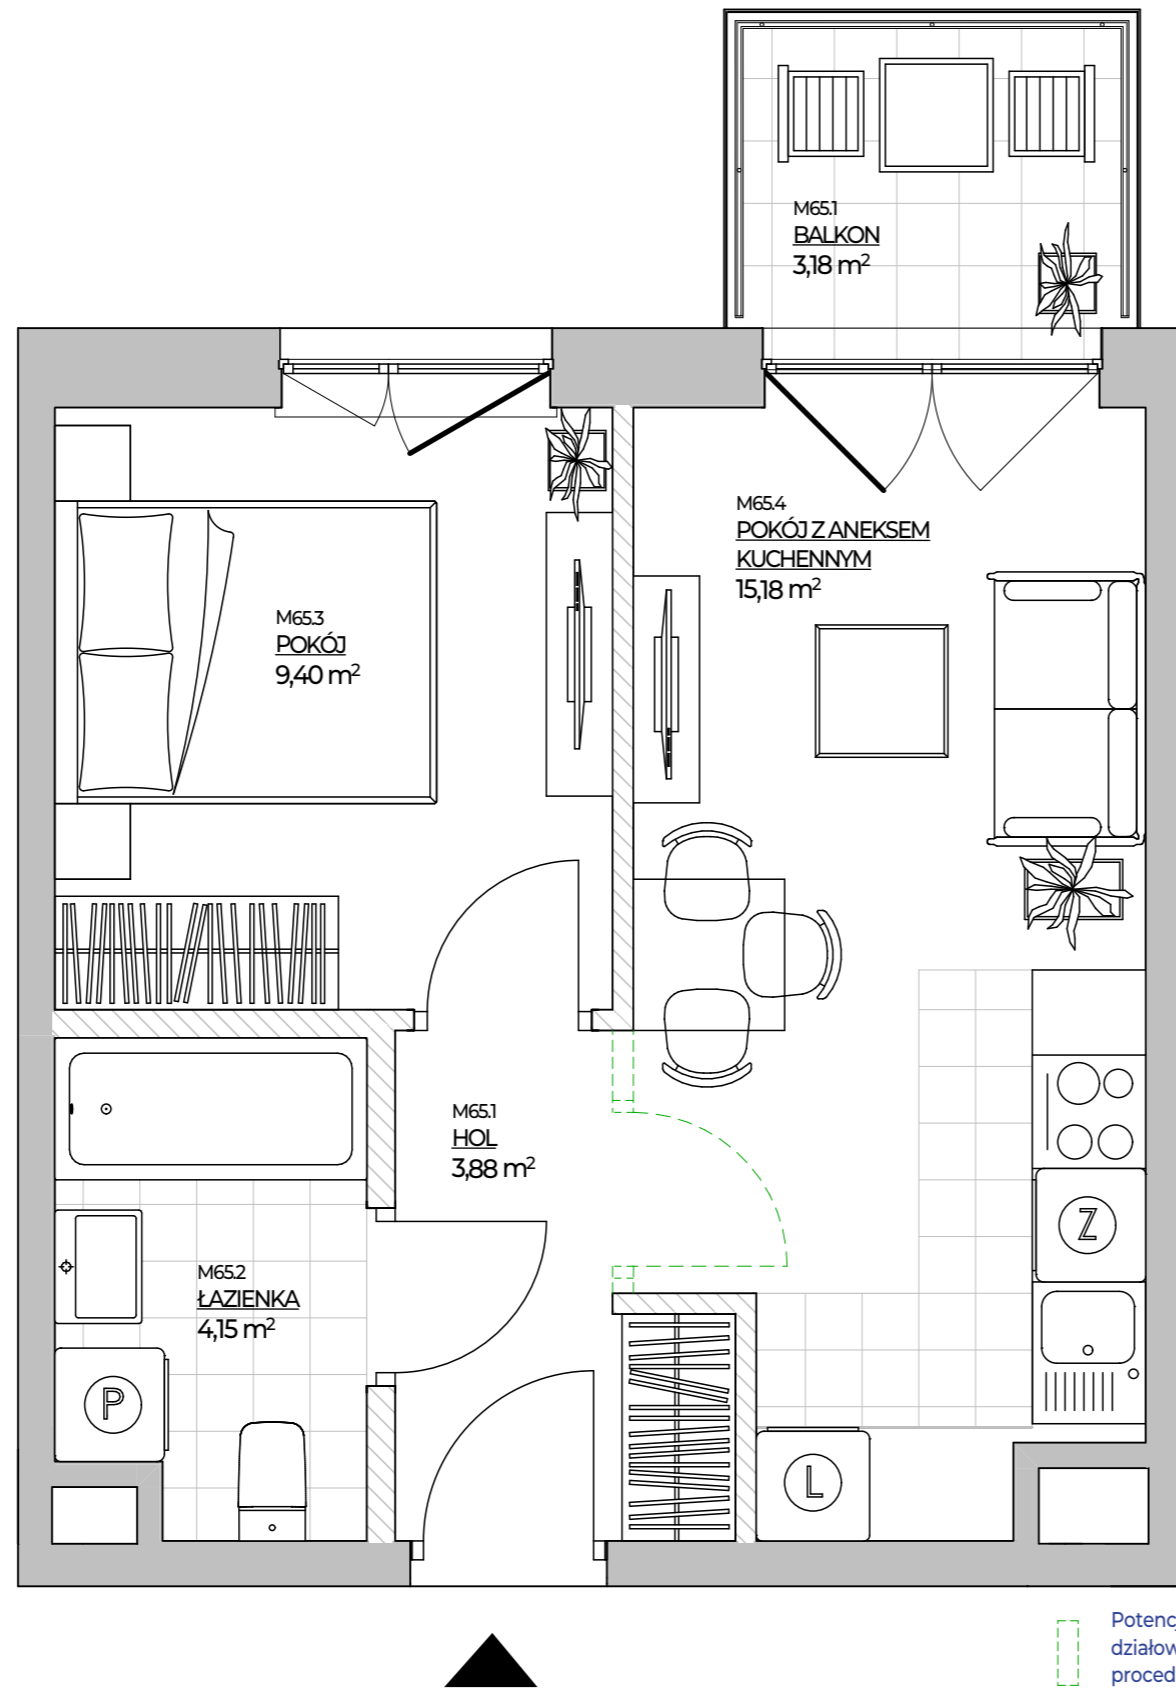 M65.1
BALKON
3,18 m²
M65.4
POKÓJ Z ANEKSEM
KUCHENNYM
15,18 m²
M65.3
POKÓJ
9,40 m²
M65.1
HOL
3,88 m²
Z
M65.2
ŁAZIENKA
4,15 m²
P
L